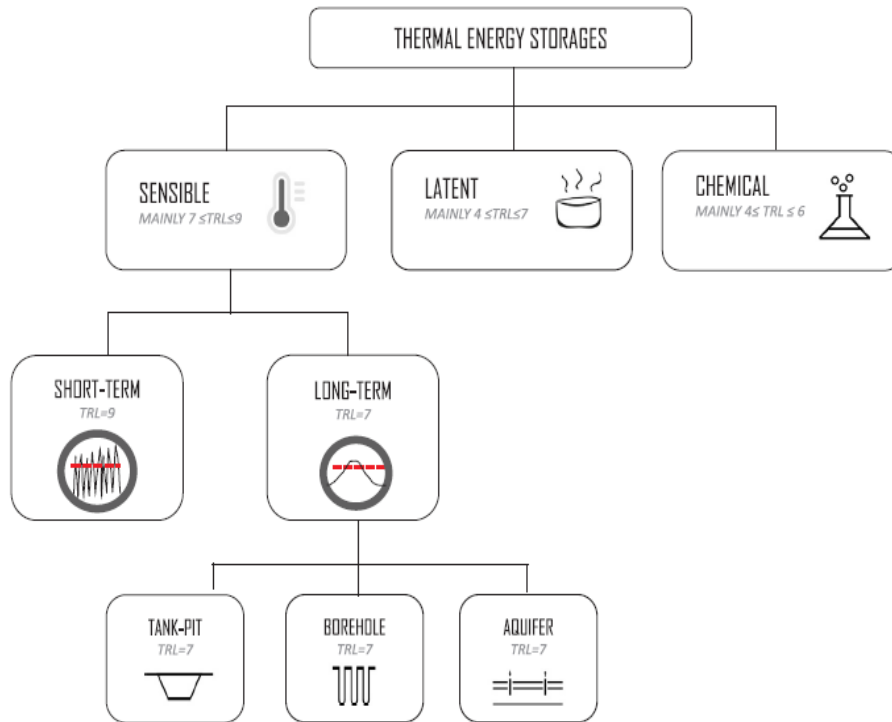 THERMAL ENERGY STORAGES
SENSIBLE
MAINLY 7 ≤TRL≤9
LATENT
MAINLY 4 ≤TRL≤7
CHEMICAL
MAINLY 4≤ TRL ≤ 6
SHORT-TERM
TRL=9
LONG-TERM
TRL=7
TANK-PIT
TRL=7
BOREHOLE
TRL=7
AQUIFER
TRL=7